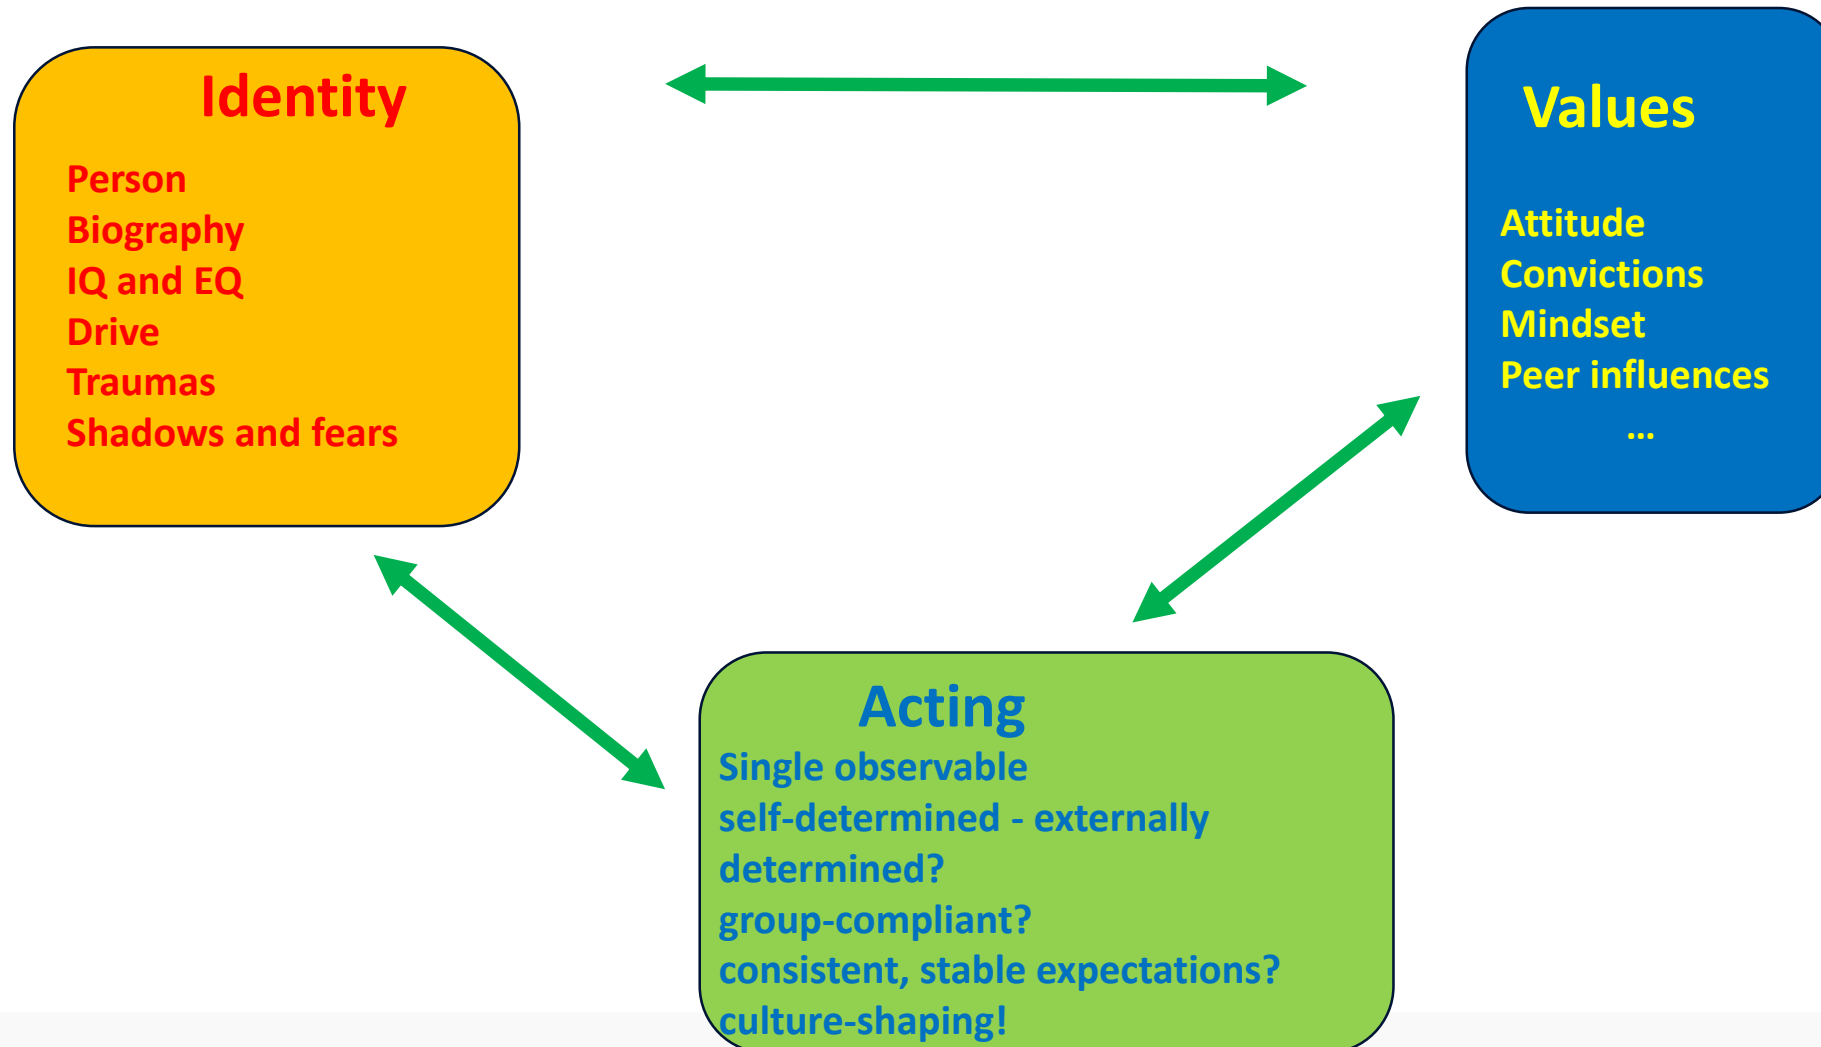 Identity
Person
Biography
IQ and EQ
Drive
Traumas
Shadows and fears
Values
Attitude
Convictions
Mindset
Peer influences
...
Acting
Single observable
self-determined - externally
determined?
group-compliant?
consistent, stable expectations?
culture-shaping!